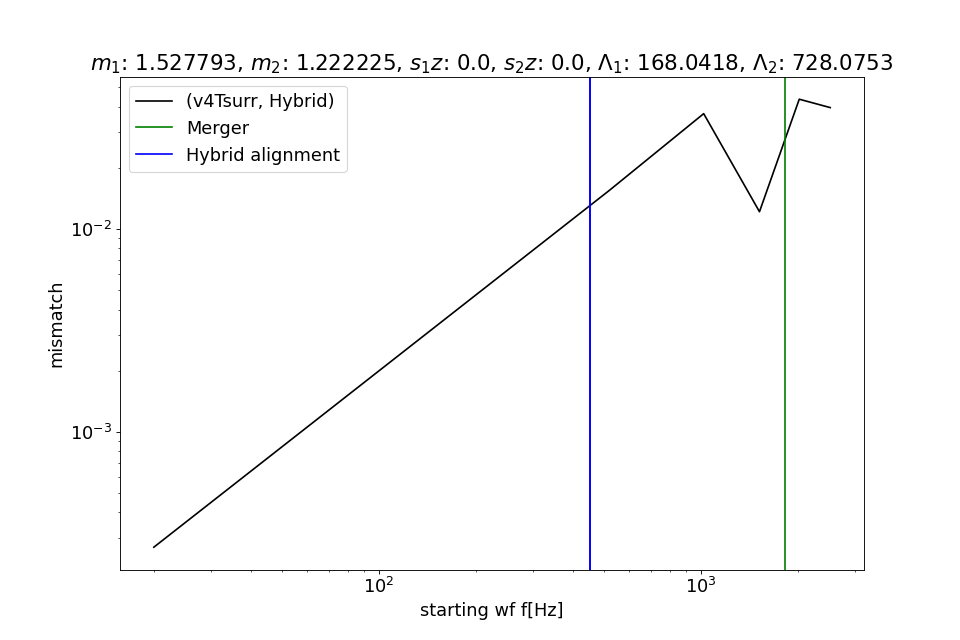 m₁: 1.527793, m₂: 1.222225, s₁z: 0.0, s₂z: 0.0, Λ₁: 168.0418, Λ₂: 728.0753
(v4Tsurr, Hybrid)
Merger
Hybrid alignment
10⁻²
mismatch
10⁻³
10² 10³
starting wf f[Hz]